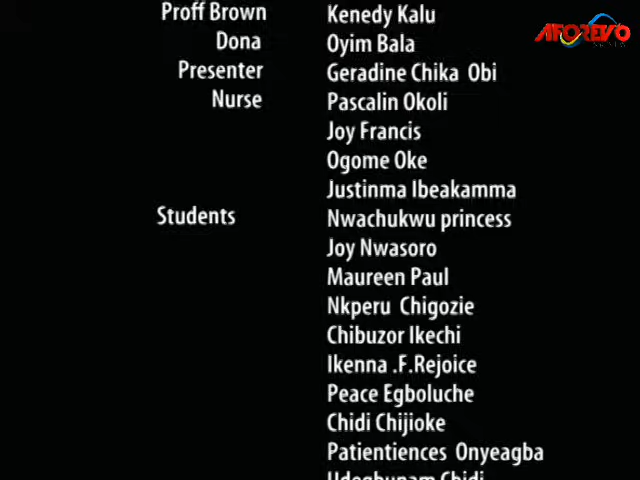 AFOREVO
Proff Brown Kenedy Kalu
Dona Oyim Bala
Presenter Geradine Chika Obi
Nurse Pascalin Okoli
Joy Francis
Ogome Oke
Justinma Ibeakamma
Students Nwachukwu princess
Joy Nwasoro
Maureen Paul
Nkperu Chigozie
Chibuzor Ikechi
Ikenna .F.Rejoice
Peace Egboluche
Chidi Chijioke
Patientiences Onyeagba